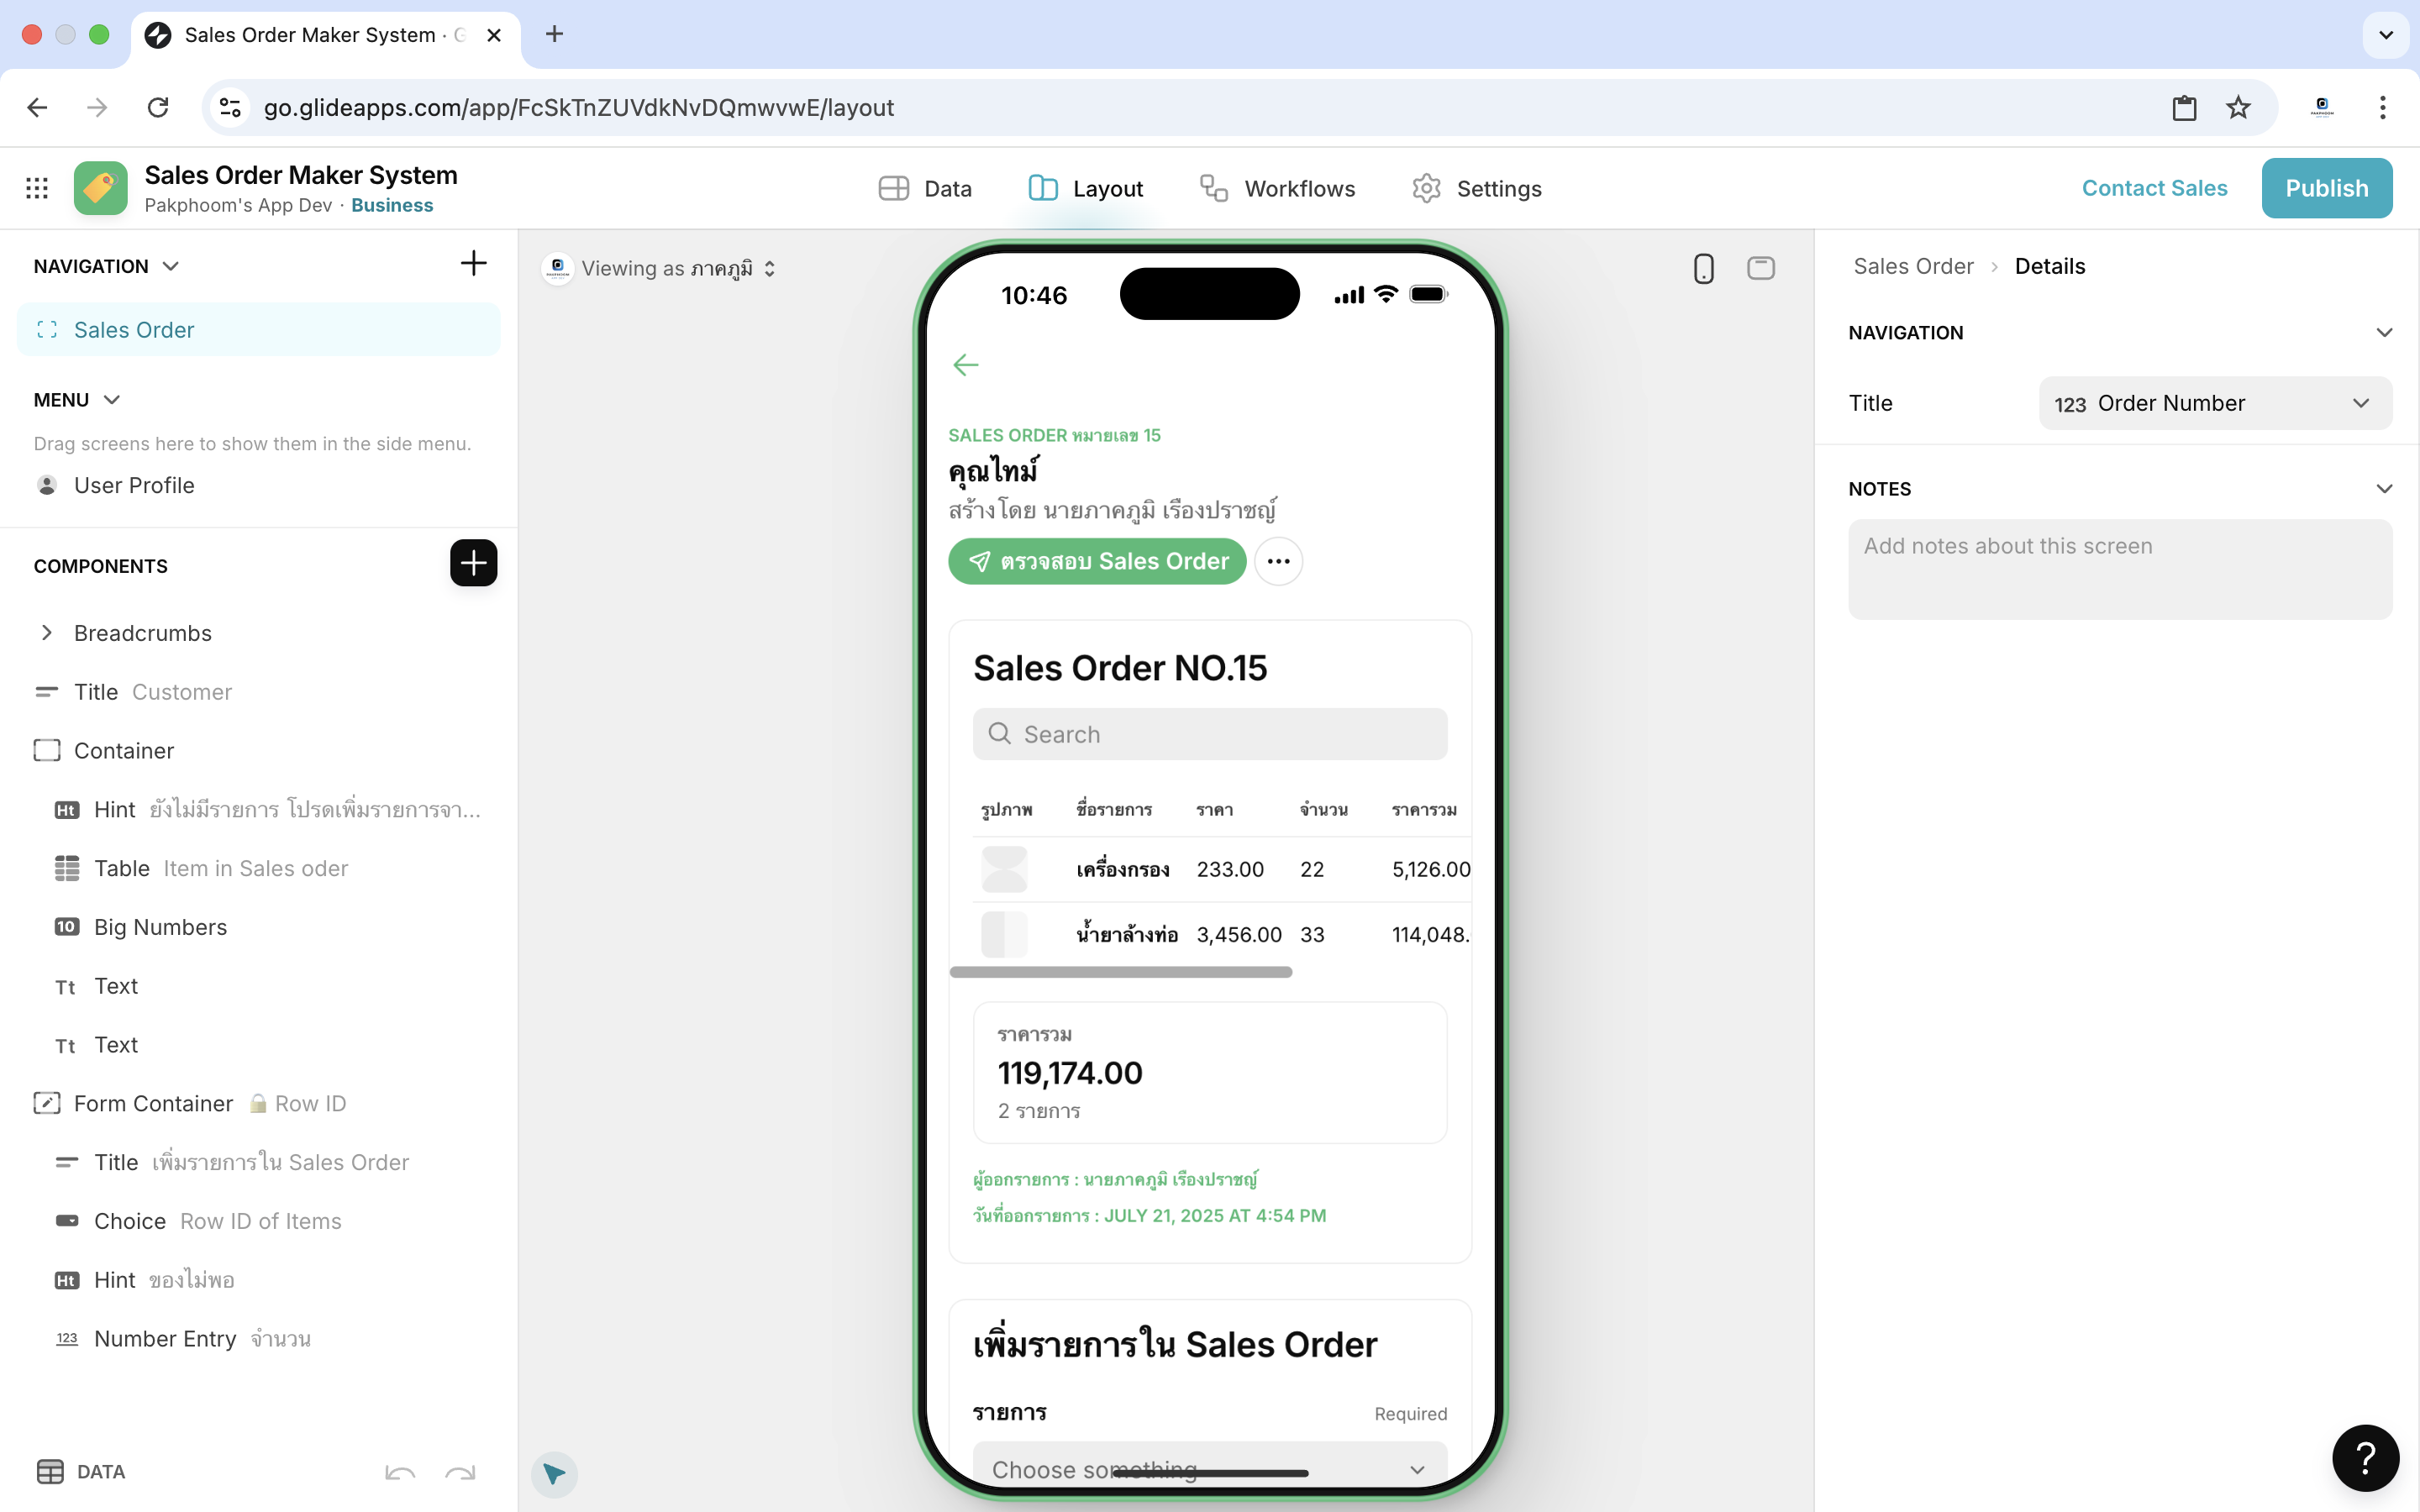 Sales Order Maker System · G
go.glideapps.com/app/FcSkTnZUVdkNvDQmwvwE/layout
Sales Order Maker System
Pakphoom's App Dev · Business
Data
Layout
Workflows
Settings
Contact Sales
Publish
NAVIGATION
Sales Order
MENU
Drag screens here to show them in the side menu.
User Profile
COMPONENTS
Breadcrumbs
Title Customer
Container
Ht Hint ยังไม่มีรายการ โปรดเพิ่มรายการจา...
Table Item in Sales oder
10 Big Numbers
Tt Text
Tt Text
Form Container Row ID
Title เพิ่มรายการใน Sales Order
Choice Row ID of Items
Ht Hint ของไม่พอ
123 Number Entry จำนวน
DATA
Viewing as ภาคภูมิ
10:46
SALES ORDER หมายเลข 15
คุณไทม์
สร้างโดย นายภาคภูมิ เรืองปราชญ์
ตรวจสอบ Sales Order
Sales Order NO.15
Search
รูปภาพ ชื่อรายการ ราคา จำนวน ราคารวม
เครื่องกรอง 233.00 22 5,126.00
น้ำยาล้างท่อ 3,456.00 33 114,048.
ราคารวม
119,174.00
2 รายการ
ผู้ออกรายการ : นายภาคภูมิ เรืองปราชญ์
วันที่ออกรายการ : JULY 21, 2025 AT 4:54 PM
เพิ่มรายการใน Sales Order
รายการ Required
Choose something
Sales Order › Details
NAVIGATION
Title 123 Order Number
NOTES
Add notes about this screen
?